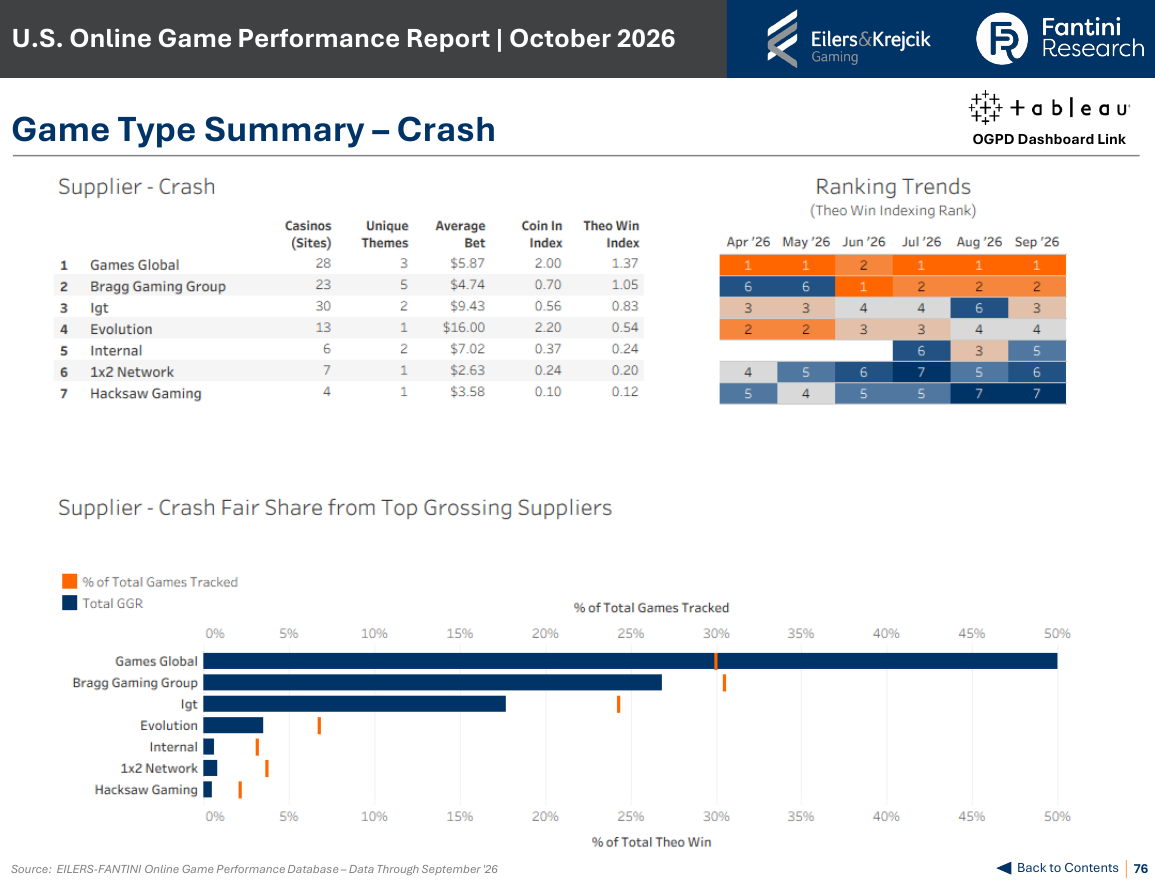 U.S. Online Game Performance Report | October 2026
Eilers&Krejcik
Gaming
Fantini
Research
Game Type Summary – Crash
+ a b l e a u
OGPD Dashboard Link
Supplier - Crash
Casinos (Sites) Unique Themes Average Bet Coin In Index Theo Win Index
1 Games Global 28 3 $5.87 2.00 1.37
2 Bragg Gaming Group 23 5 $4.74 0.70 1.05
3 Igt 30 2 $9.43 0.56 0.83
4 Evolution 13 1 $16.00 2.20 0.54
5 Internal 6 2 $7.02 0.37 0.24
6 1x2 Network 7 1 $2.63 0.24 0.20
7 Hacksaw Gaming 4 1 $3.58 0.10 0.12
Ranking Trends
(Theo Win Indexing Rank)
Apr '26 May '26 Jun '26 Jul '26 Aug '26 Sep '26
1 1 2 1 1 1
6 6 1 2 2 2
3 3 4 4 6 3
2 2 3 3 4 4
6 3 5
4 5 6 7 5 6
5 4 5 5 7 7
Supplier - Crash Fair Share from Top Grossing Suppliers
% of Total Games Tracked
Total GGR
% of Total Games Tracked
0% 5% 10% 15% 20% 25% 30% 35% 40% 45% 50%
Games Global
Bragg Gaming Group
Igt
Evolution
Internal
1x2 Network
Hacksaw Gaming
0% 5% 10% 15% 20% 25% 30% 35% 40% 45% 50%
% of Total Theo Win
Source: EILERS-FANTINI Online Game Performance Database – Data Through September '26
Back to Contents | 76